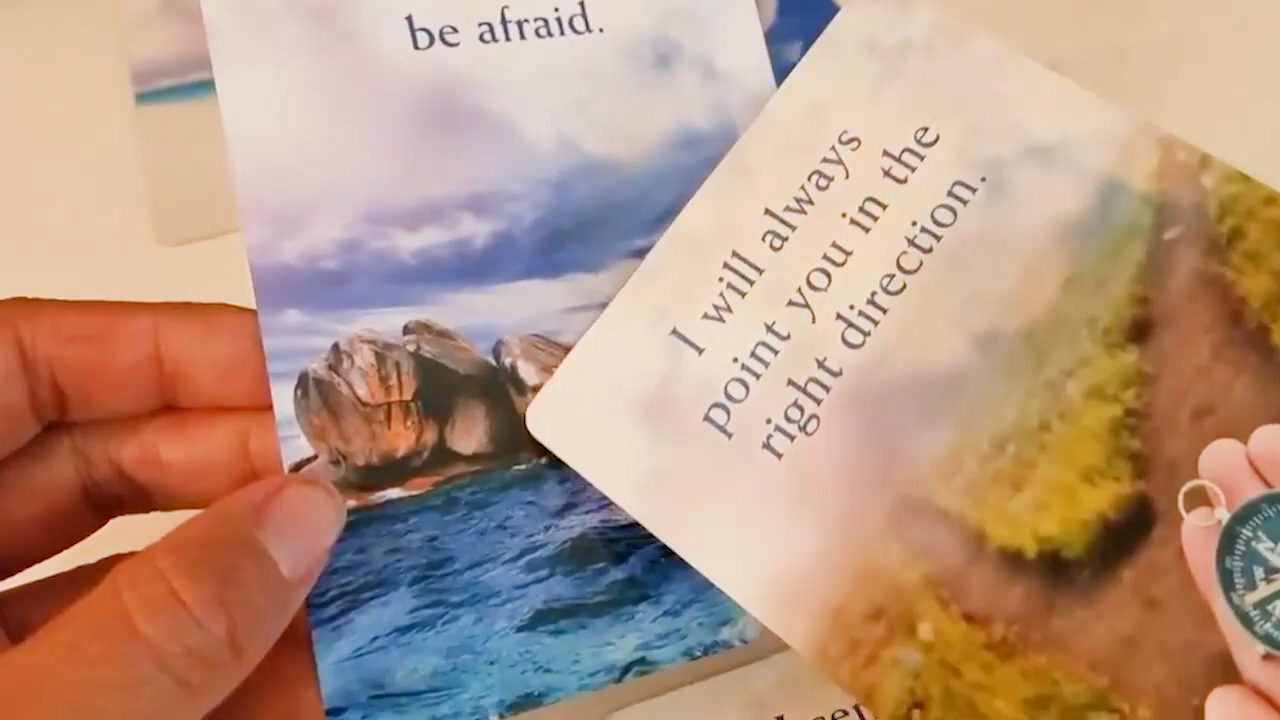 be afraid.
I will always
point you in the
right direction.